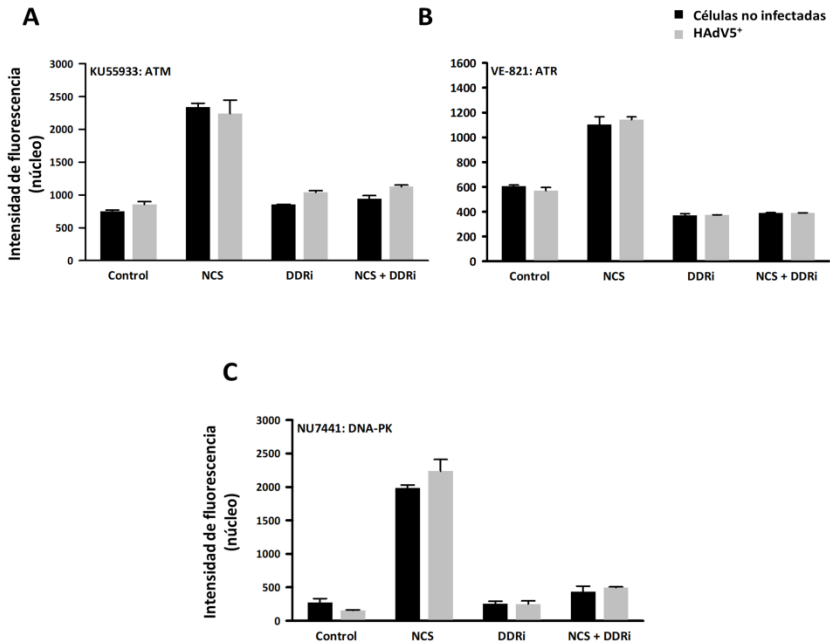 Células no infectadas
HAdV5+
A
KU55933: ATM
Intensidad de fluorescencia
(núcleo)
3000
2500
2000
1500
1000
500
0
Control NCS DDRi NCS + DDRi
B
VE-821: ATR
1600
1400
1200
1000
800
600
400
200
0
Control NCS DDRi NCS + DDRi
C
NU7441: DNA-PK
Intensidad de fluorescencia
(núcleo)
3000
2500
2000
1500
1000
500
0
Control NCS DDRi NCS + DDRi